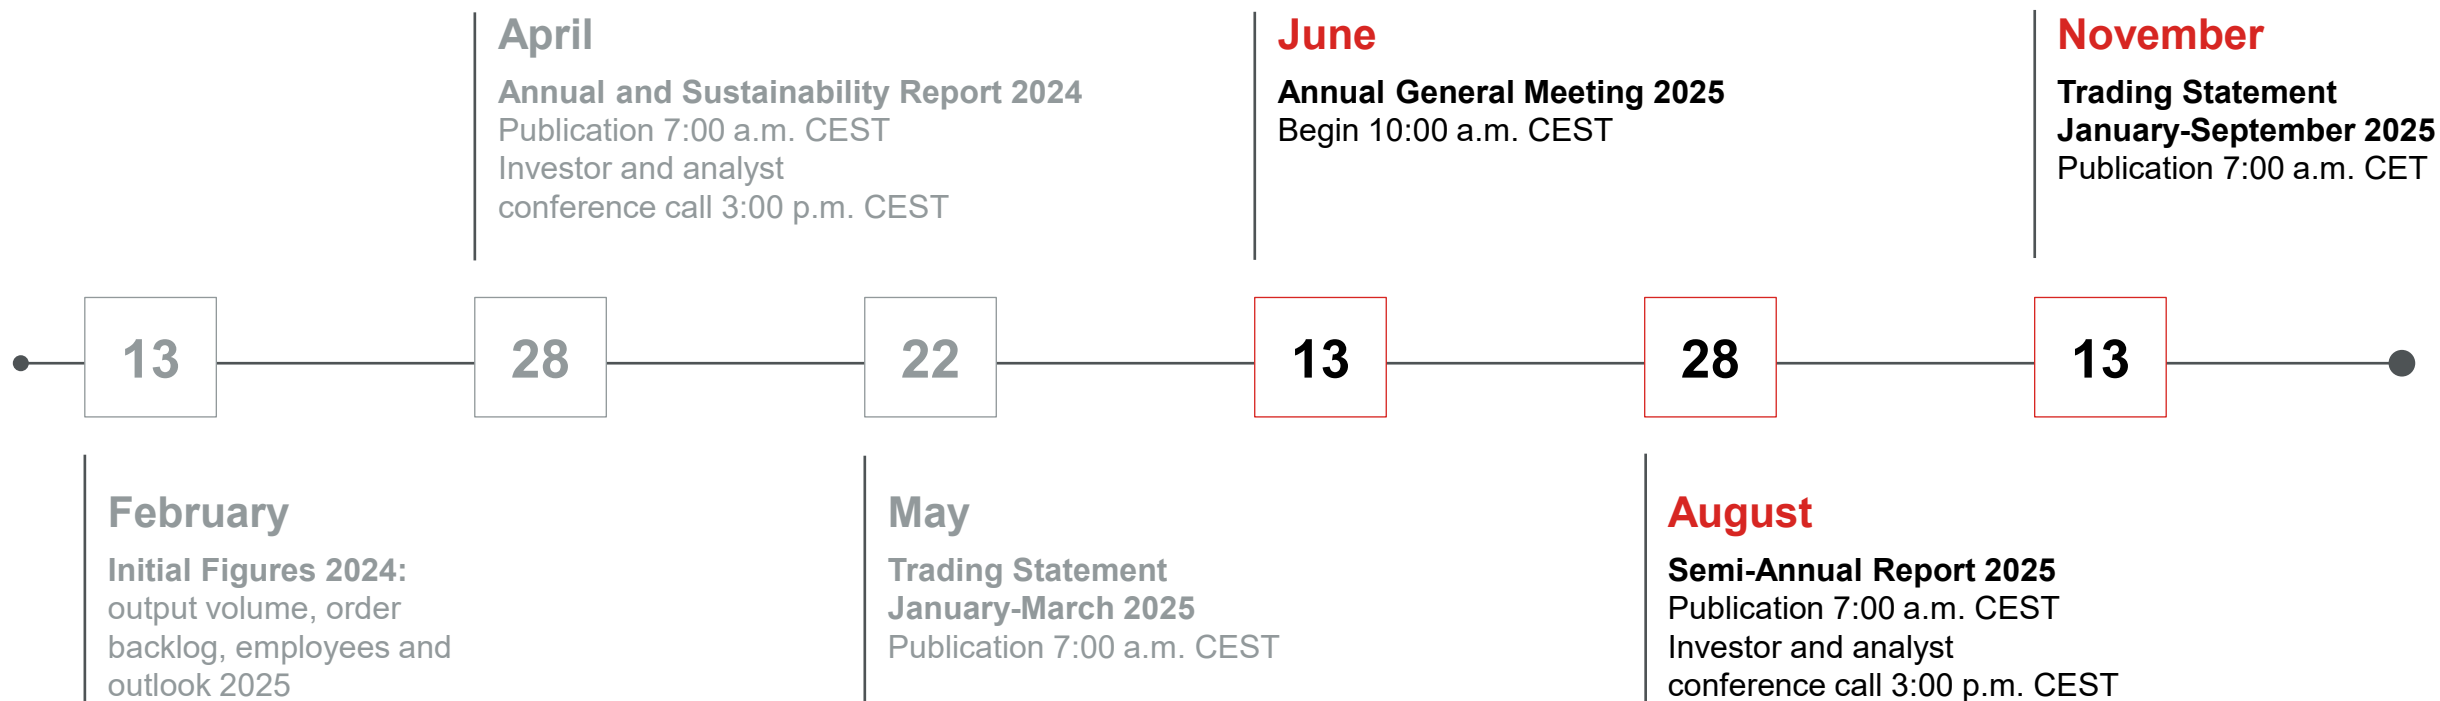 April
Annual and Sustainability Report 2024
Publication 7:00 a.m. CEST
Investor and analyst
conference call 3:00 p.m. CEST
June
Annual General Meeting 2025
Begin 10:00 a.m. CEST
November
Trading Statement
January-September 2025
Publication 7:00 a.m. CET
13
28
22
13
28
13
February
Initial Figures 2024:
output volume, order
backlog, employees and
outlook 2025
May
Trading Statement
January-March 2025
Publication 7:00 a.m. CEST
August
Semi-Annual Report 2025
Publication 7:00 a.m. CEST
Investor and analyst
conference call 3:00 p.m. CEST